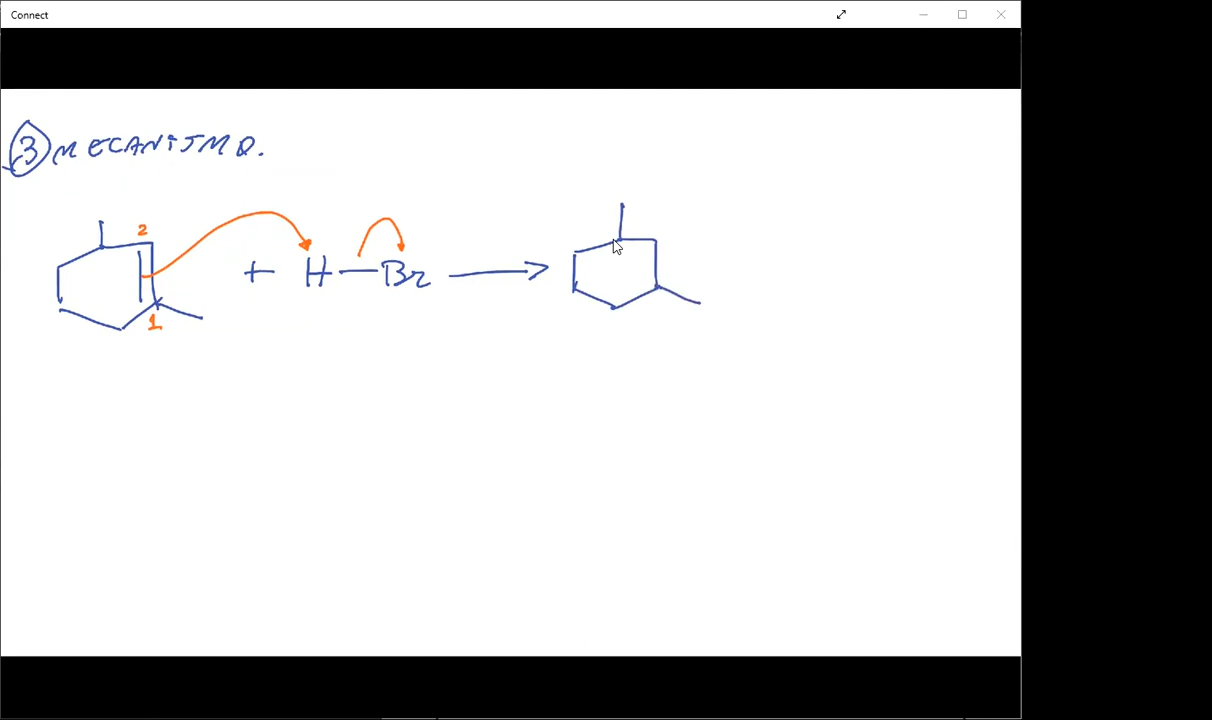 Connect
3 MECANISMO.
2
+ H—Br →
1